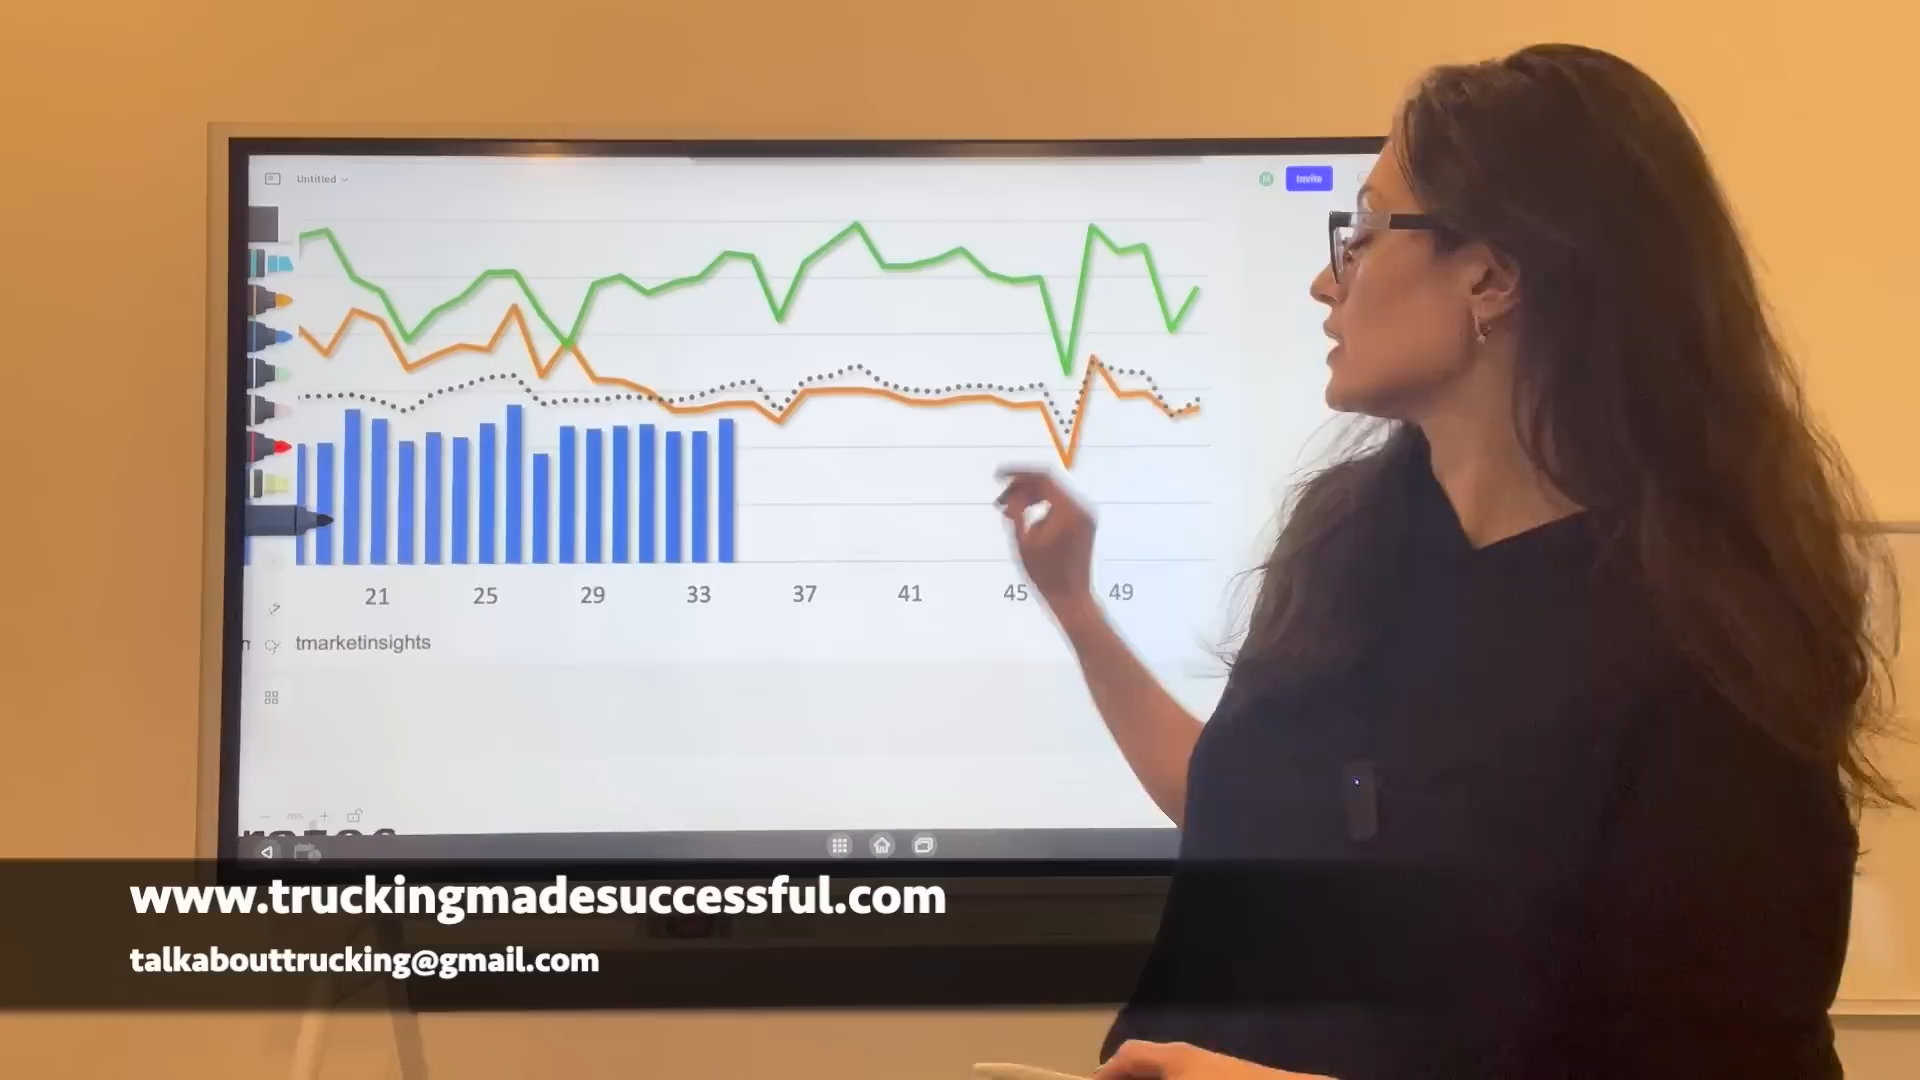 Untitled
Invite
21 25 29 33 37 41 45 49
tmarketinsights
www.truckingmadesuccessful.com
talkabouttrucking@gmail.com